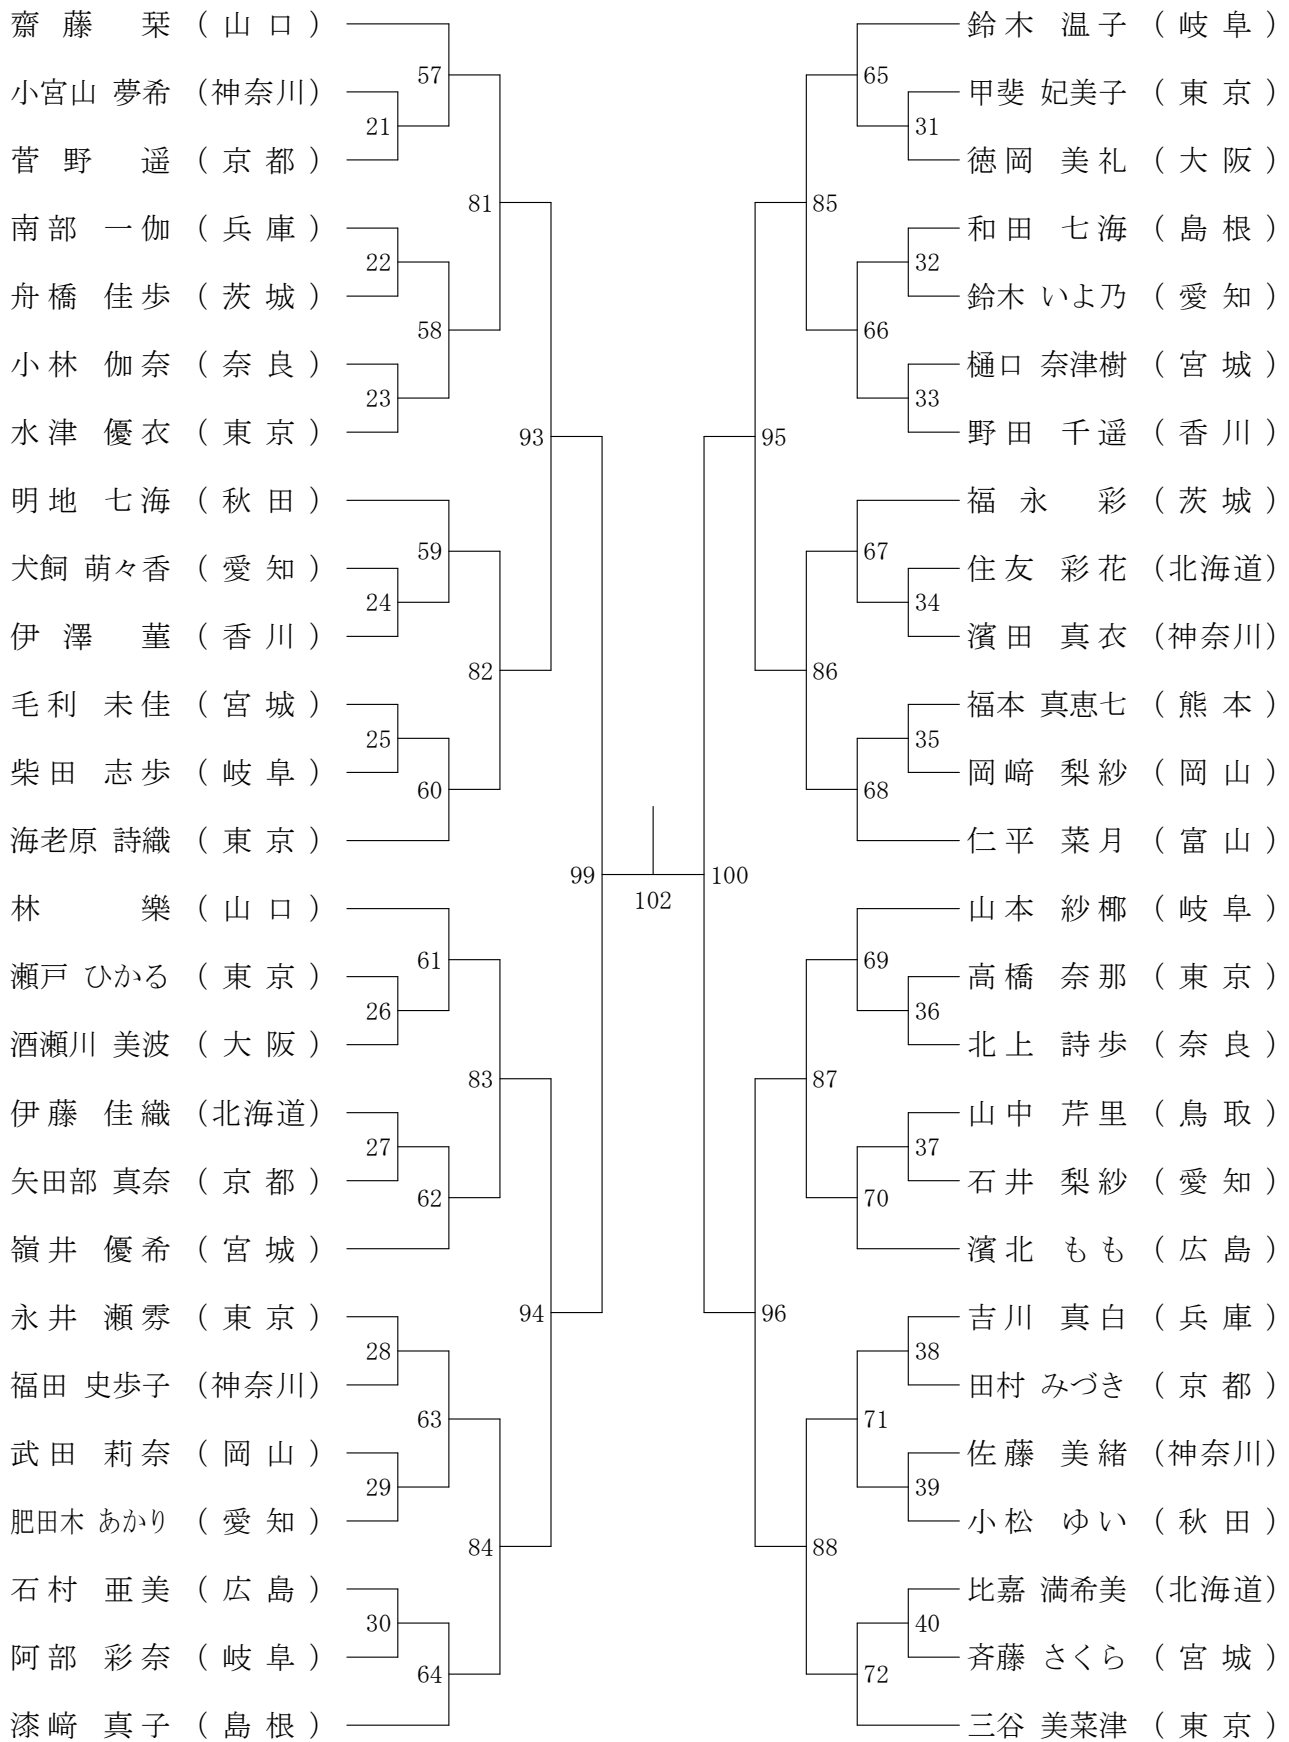 齋藤 栞 (山口)
57
小宮山 夢希 (神奈川)
21
菅野 遥 (京都)
81
南部 一伽 (兵庫)
22
舟橋 佳歩 (茨城)
58
小林 伽奈 (奈良)
23
水津 優衣 (東京)
93
明地 七海 (秋田)
59
犬飼 萌々香 (愛知)
24
伊澤 菫 (香川)
82
毛利 未佳 (宮城)
25
柴田 志歩 (岐阜)
60
海老原 詩織 (東京)
99
林 樂 (山口)
61
瀬戸 ひかる (東京)
26
酒瀬川 美波 (大阪)
83
伊藤 佳織 (北海道)
27
矢田部 真奈 (京都)
62
嶺井 優希 (宮城)
94
永井 瀬雰 (東京)
28
福田 史歩子 (神奈川)
63
武田 莉奈 (岡山)
29
肥田木 あかり (愛知)
84
石村 亜美 (広島)
30
阿部 彩奈 (岐阜)
64
漆﨑 真子 (島根)
102
鈴木 温子 (岐阜)
65
甲斐 妃美子 (東京)
31
徳岡 美礼 (大阪)
85
和田 七海 (島根)
32
鈴木 いよ乃 (愛知)
66
樋口 奈津樹 (宮城)
33
野田 千遥 (香川)
95
福永 彩 (茨城)
67
住友 彩花 (北海道)
34
濱田 真衣 (神奈川)
86
福本 真恵七 (熊本)
35
岡﨑 梨紗 (岡山)
68
仁平 菜月 (富山)
100
山本 紗椰 (岐阜)
69
高橋 奈那 (東京)
36
北上 詩歩 (奈良)
87
山中 芹里 (鳥取)
37
石井 梨紗 (愛知)
70
濱北 もも (広島)
96
吉川 真白 (兵庫)
38
田村 みづき (京都)
71
佐藤 美緒 (神奈川)
39
小松 ゆい (秋田)
88
比嘉 満希美 (北海道)
40
斉藤 さくら (宮城)
72
三谷 美菜津 (東京)